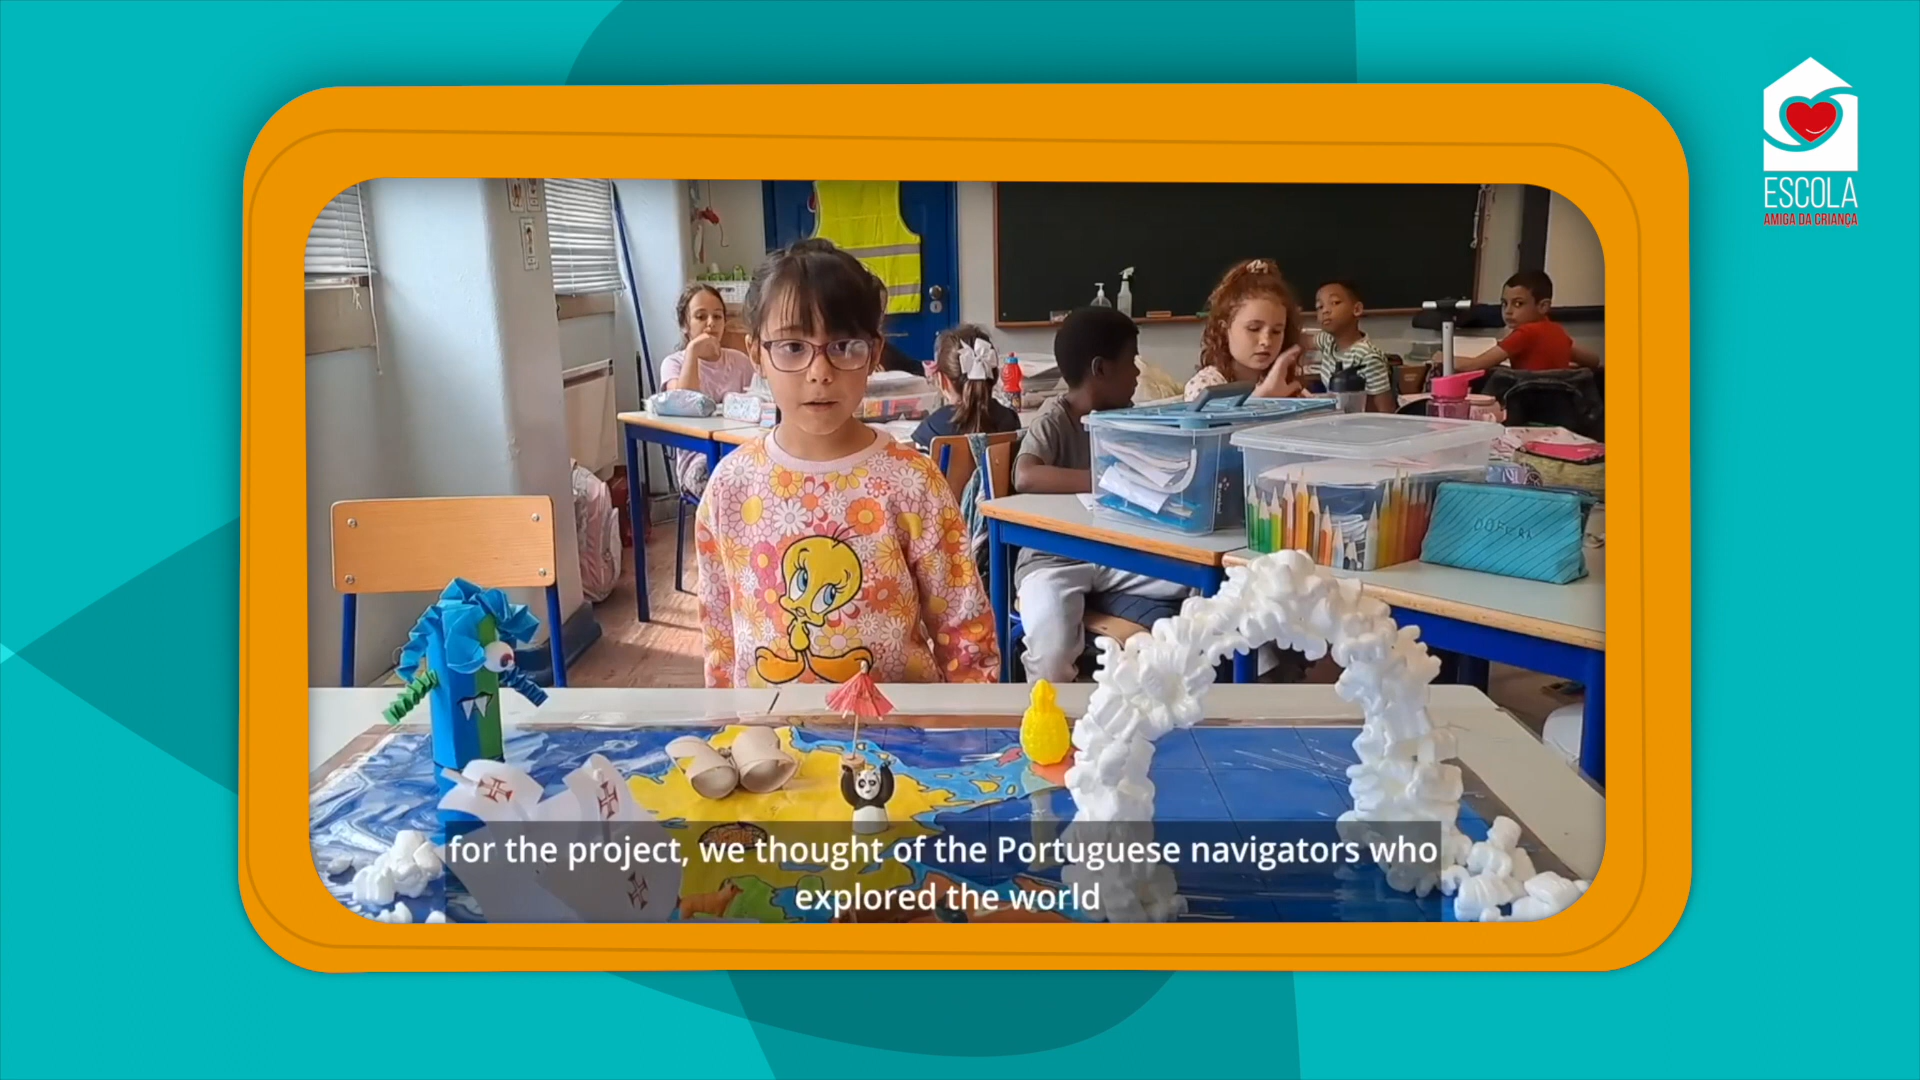 ESCOLA
AMIGA DA CRIANÇA
for the project, we thought of the Portuguese navigators who
explored the world